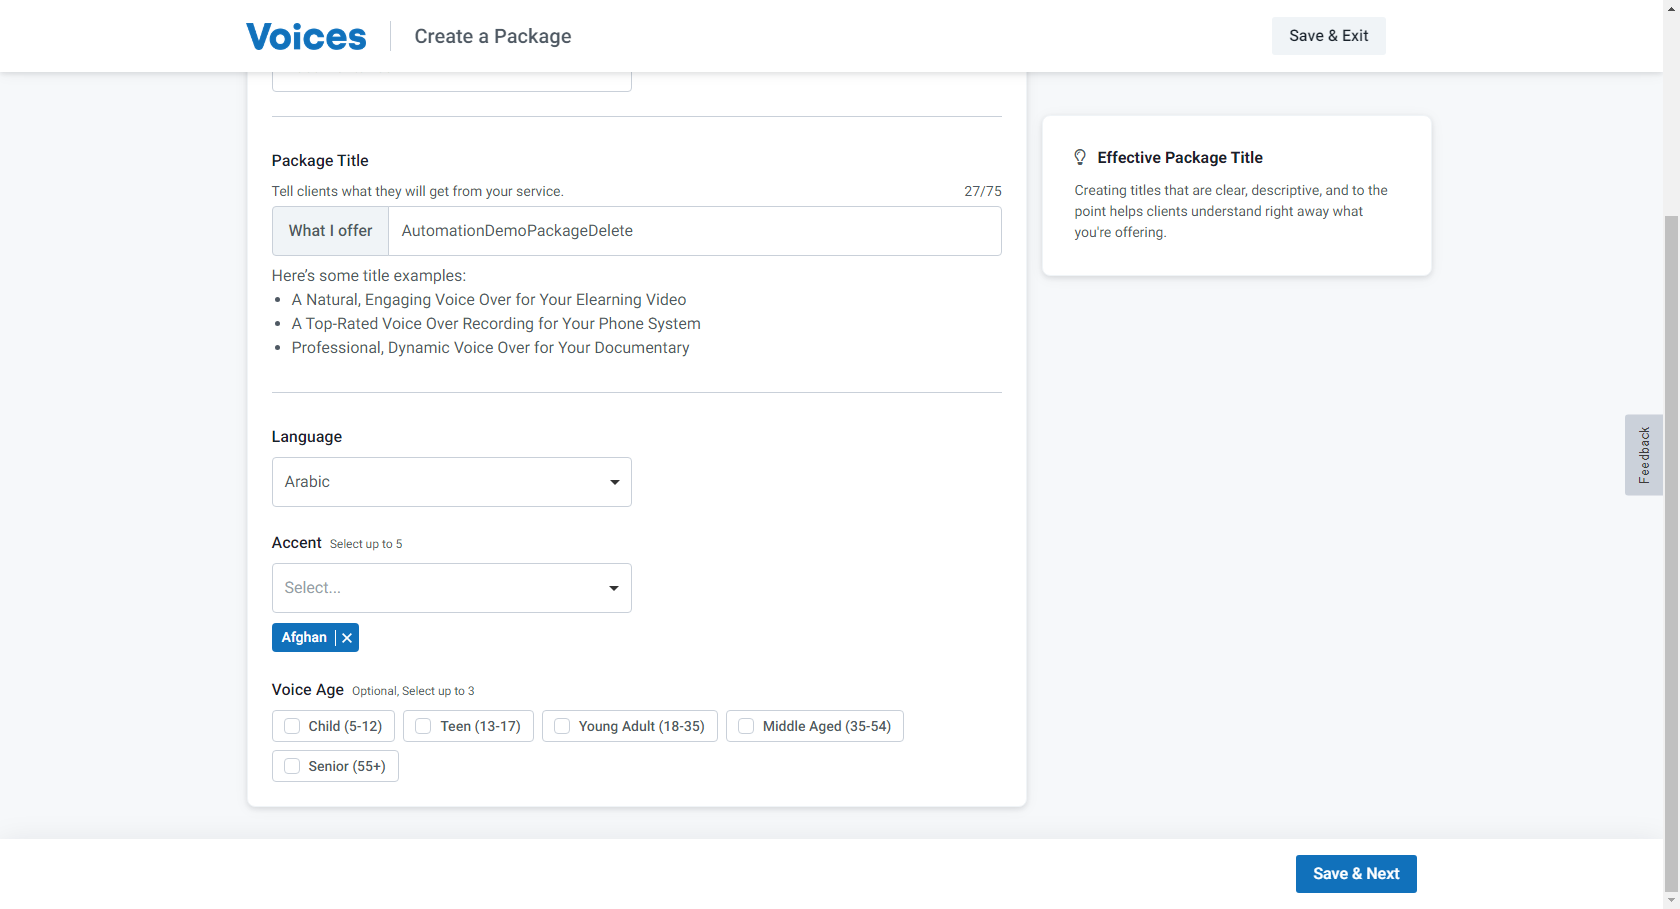 Voices
Create a Package
Save & Exit
Package Title
Tell clients what they will get from your service.
27/75
What I offer
AutomationDemoPackageDelete
Here’s some title examples:
A Natural, Engaging Voice Over for Your Elearning Video
A Top-Rated Voice Over Recording for Your Phone System
Professional, Dynamic Voice Over for Your Documentary
Effective Package Title
Creating titles that are clear, descriptive, and to the
point helps clients understand right away what
you're offering.
Language
Arabic
Accent Select up to 5
Select...
Afghan
Voice Age Optional, Select up to 3
Child (5-12)
Teen (13-17)
Young Adult (18-35)
Middle Aged (35-54)
Senior (55+)
Feedback
Save & Next